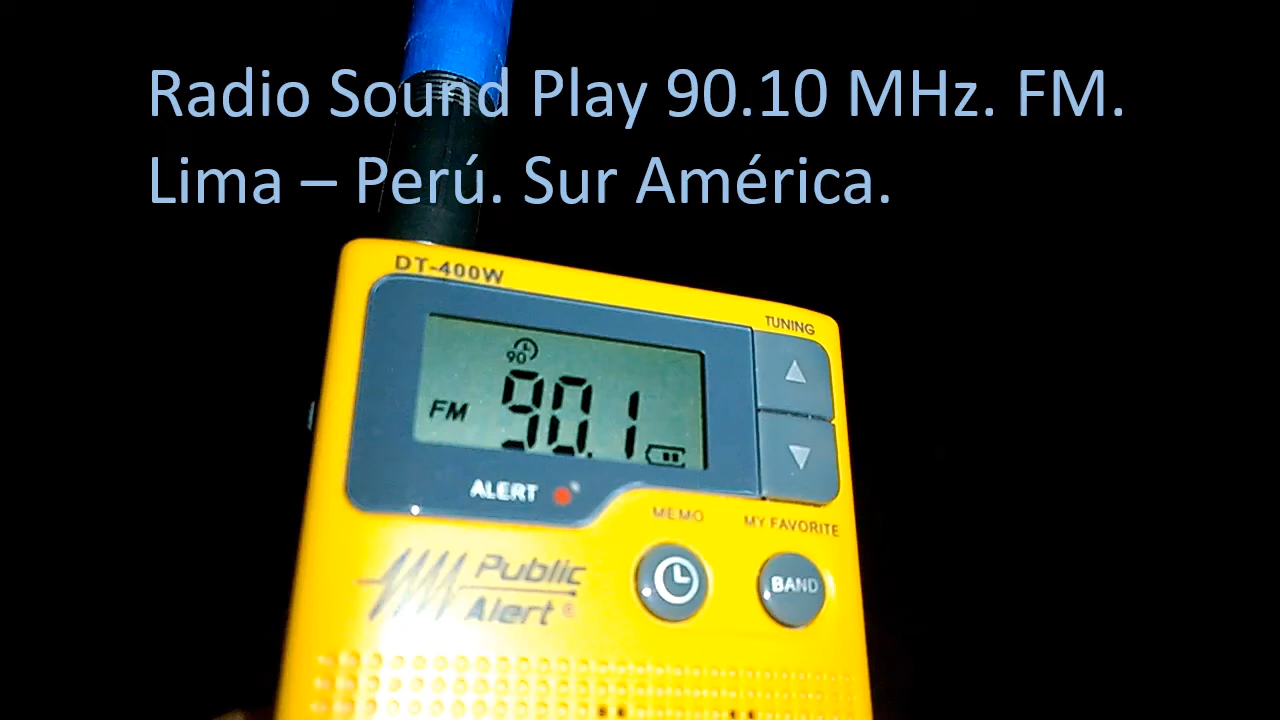 Radio Sound Play 90.10 MHz. FM.
Lima – Perú. Sur América.
DT-400W
TUNING
90
FM 90.1
ALERT
MEMO
MY FAVORITE
Public
Alert®
BAND